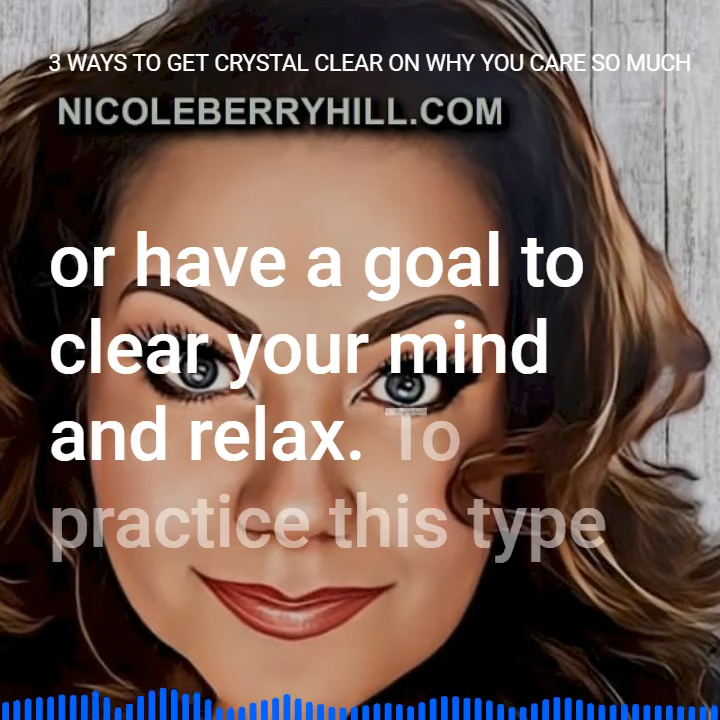 3 WAYS TO GET CRYSTAL CLEAR ON WHY YOU CARE SO MUCH
NICOLEBERRYHILL.COM
or have a goal to
clear your mind
and relax. To
practice this type